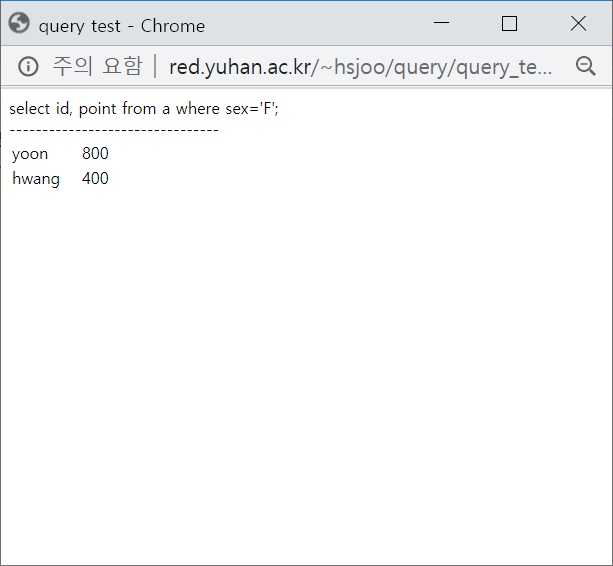 query test - Chrome
주의 요함 | red.yuhan.ac.kr/~hsjoo/query/query_te...
select id, point from a where sex='F';
--------------------------------
yoon 800
hwang 400